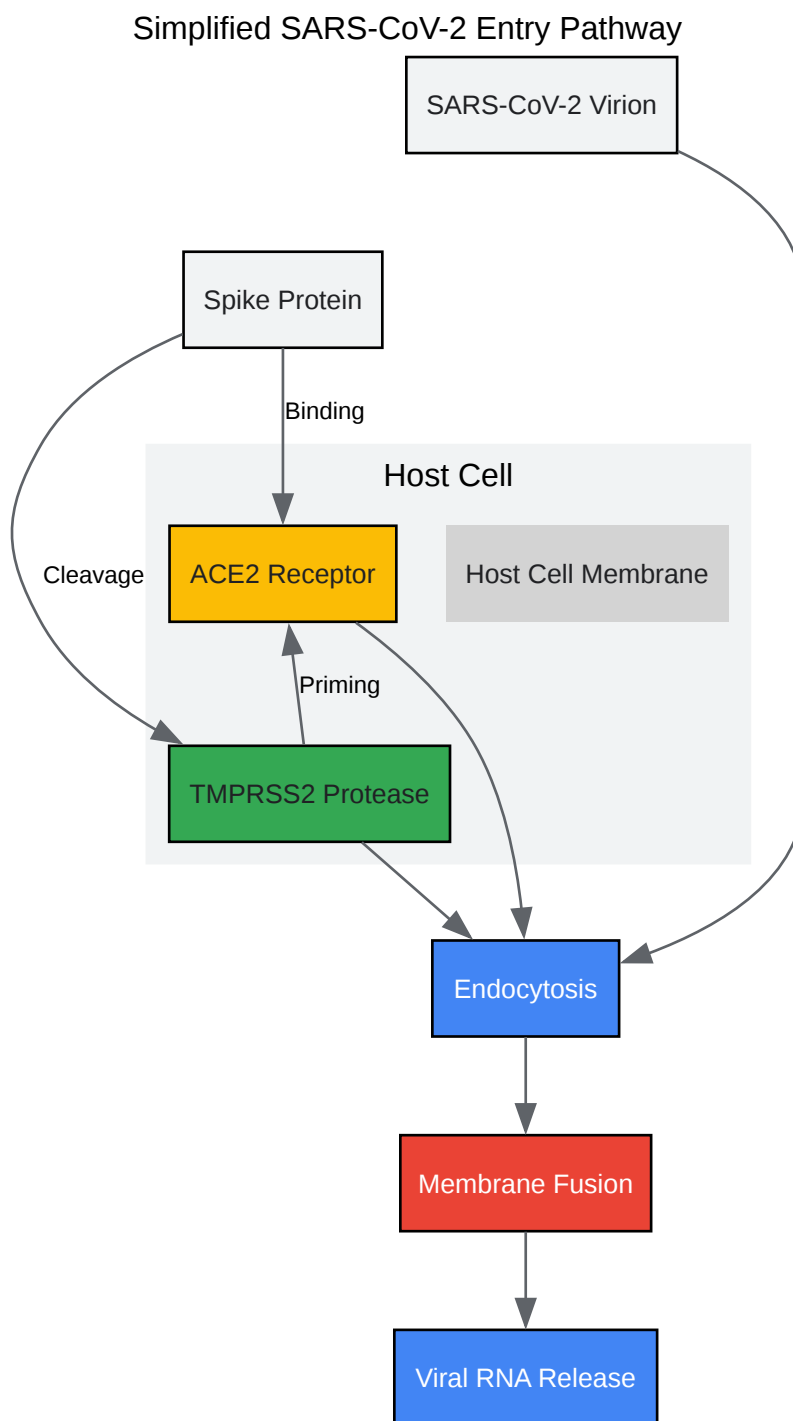 Simplified SARS-CoV-2 Entry Pathway
SARS-CoV-2 Virion
Spike Protein
Binding
Host Cell
ACE2 Receptor
Host Cell Membrane
Cleavage
Priming
TMPRSS2 Protease
Endocytosis
Membrane Fusion
Viral RNA Release